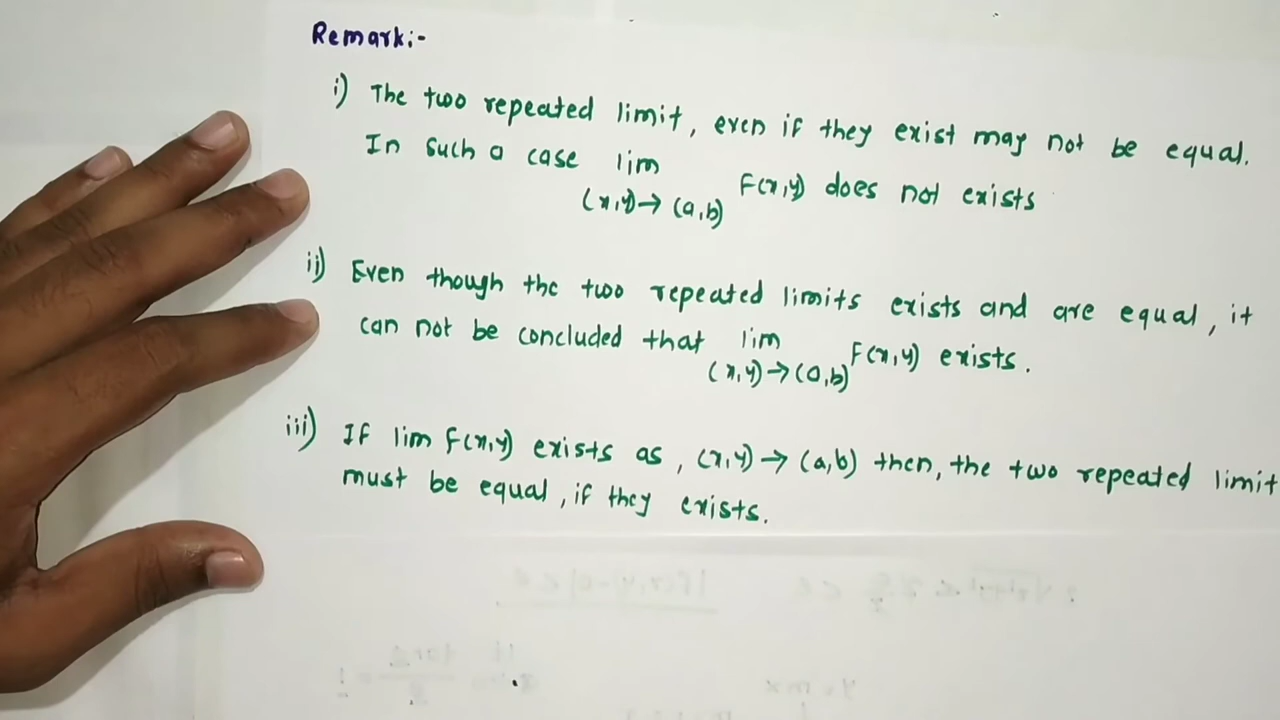 Remark:-
i) The two repeated limit, even if they exist may not be equal.
In such a case lim F(x,y) does not exists
(x,y)→(a,b)
ii) Even though the two repeated limits exists and are equal, it
can not be concluded that lim F(x,y) exists.
(x,y)→(a,b)
iii) If lim F(x,y) exists as, (x,y)→(a,b) then, the two repeated limit
must be equal, if they exists.